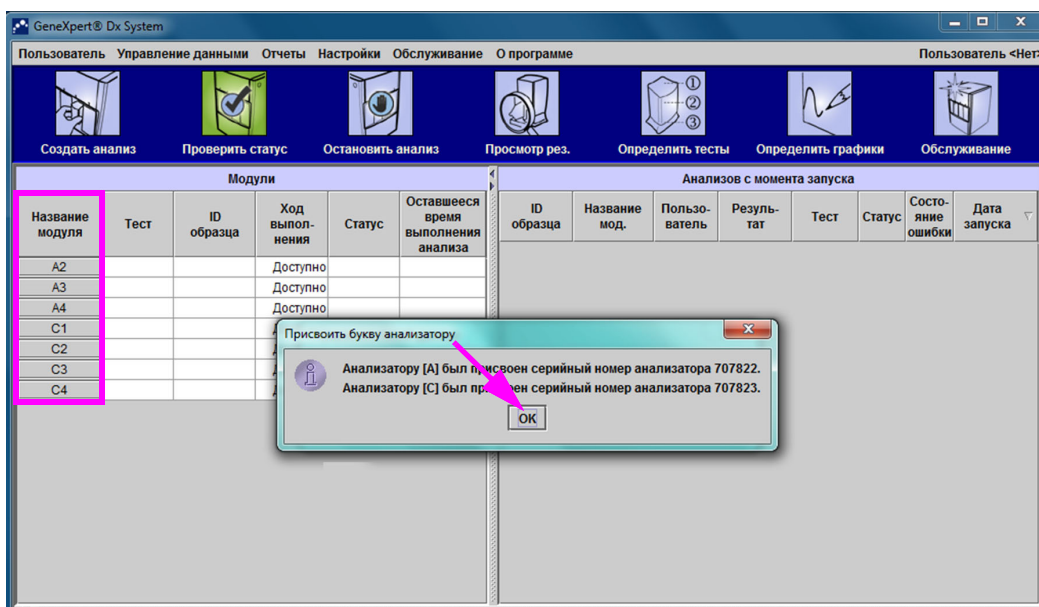 GeneXpert® Dx System
Пользователь Управление данными Отчеты Настройки Обслуживание О программе Пользователь <Нет>
Создать анализ Проверить статус Остановить анализ Просмотр рез. Определить тесты Определить графики Обслуживание
Модули
Название модуля Тест ID образца Ход выпол-нения Статус Оставшееся время выполнения анализа
A2 Доступно
A3 Доступно
A4 Доступно
C1
C2
C3
C4
Анализов с момента запуска
ID образца Название мод. Пользо-ватель Резуль-тат Тест Статус Состо-яние ошибки Дата запуска
Присвоить букву анализатору
Анализатору [A] был присвоен серийный номер анализатора 707822.
Анализатору [C] был присвоен серийный номер анализатора 707823.
OK